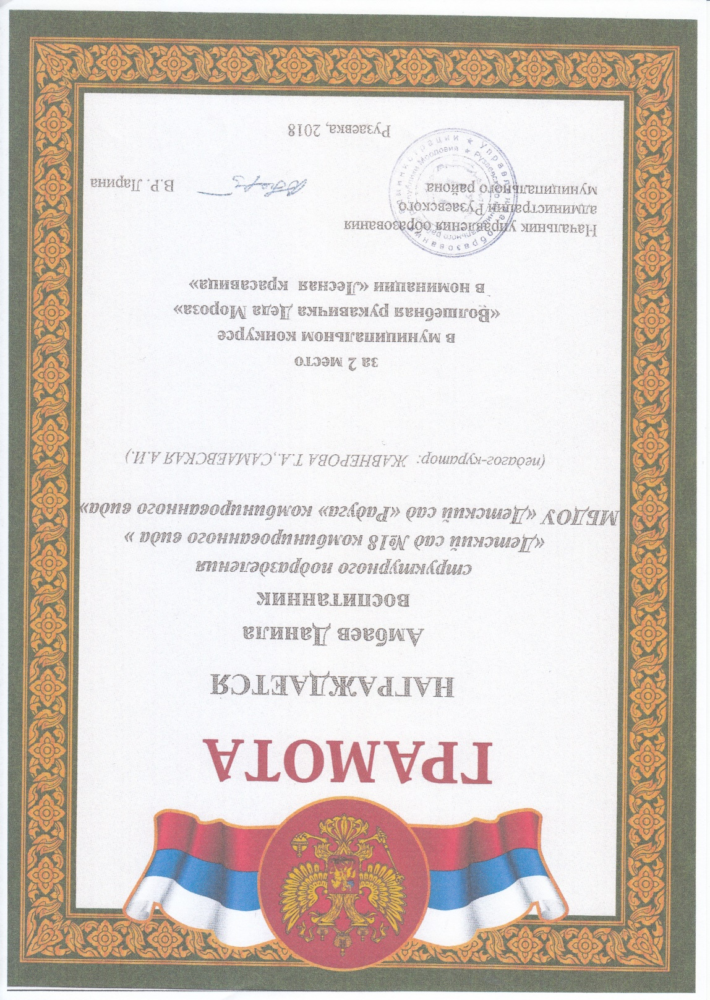 ГРАМОТА
НАГРАЖДАЕТСЯ
Амбаев Данила
воспитанник
структурного подразделения
«Детский сад №18 комбинированного вида »
МБДОУ «Детский сад «Радуга» комбинированного вида»
(педагог-куратор: ЖАВНЕРОВА Т.А.,САМАЕВСКАЯ А.И.)
за 2 место
в муниципальном конкурсе
«Волшебная рукавичка Деда Мороза»
в номинации «Лесная красавица»
Начальник управления образования
администрации Рузаевского
муниципального района
В.Р. Ларина
Рузаевка, 2018